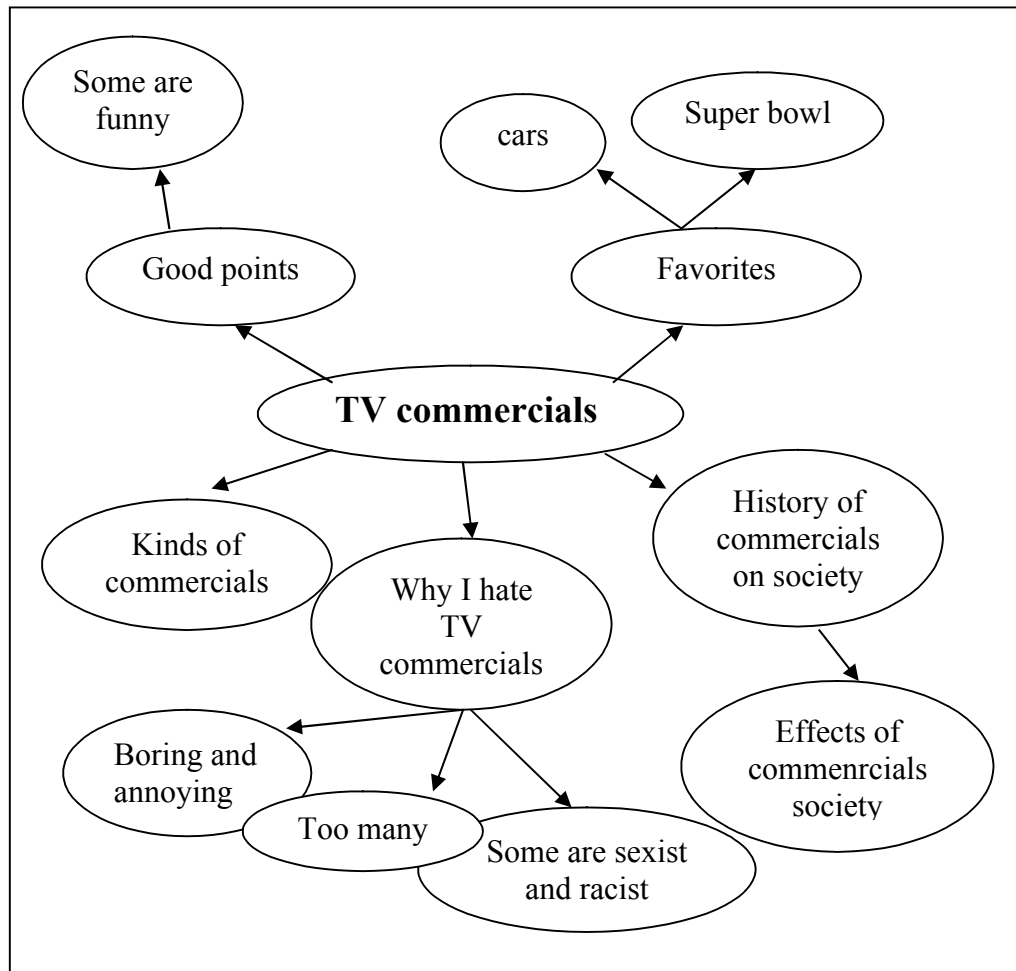 Some are
funny
cars
Super bowl
Good points
Favorites
TV commercials
Kinds of
commercials
Why I hate
TV
commercials
History of
commercials
on society
Boring and
annoying
Too many
Some are sexist
and racist
Effects of
commenrcials
society